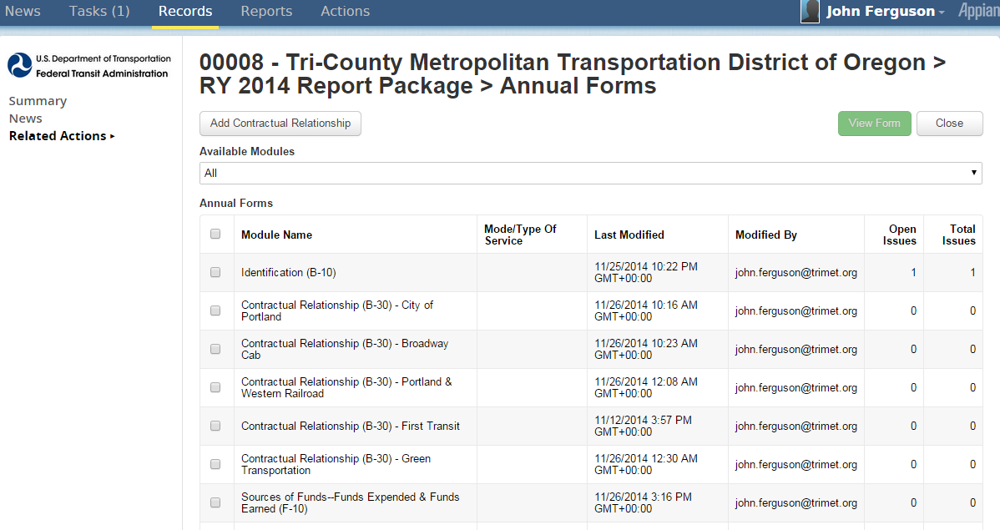 News Tasks (1) Records Reports Actions John Ferguson Appian
U.S. Department of Transportation
Federal Transit Administration
Summary
News
Related Actions
00008 - Tri-County Metropolitan Transportation District of Oregon >
RY 2014 Report Package > Annual Forms
Add Contractual Relationship View Form Close
Available Modules
All
Annual Forms
Module Name Mode/Type Of Service Last Modified Modified By Open Issues Total Issues
Identification (B-10) 11/25/2014 10:22 PM GMT+00:00 john.ferguson@trimet.org 1 1
Contractual Relationship (B-30) - City of Portland 11/26/2014 10:16 AM GMT+00:00 john.ferguson@trimet.org 0 0
Contractual Relationship (B-30) - Broadway Cab 11/26/2014 10:23 AM GMT+00:00 john.ferguson@trimet.org 0 0
Contractual Relationship (B-30) - Portland & Western Railroad 11/26/2014 12:08 AM GMT+00:00 john.ferguson@trimet.org 0 0
Contractual Relationship (B-30) - First Transit 11/12/2014 3:57 PM GMT+00:00 john.ferguson@trimet.org 0 0
Contractual Relationship (B-30) - Green Transportation 11/26/2014 12:30 AM GMT+00:00 john.ferguson@trimet.org 0 0
Sources of Funds--Funds Expended & Funds Earned (F-10) 11/26/2014 3:16 PM GMT+00:00 john.ferguson@trimet.org 0 0